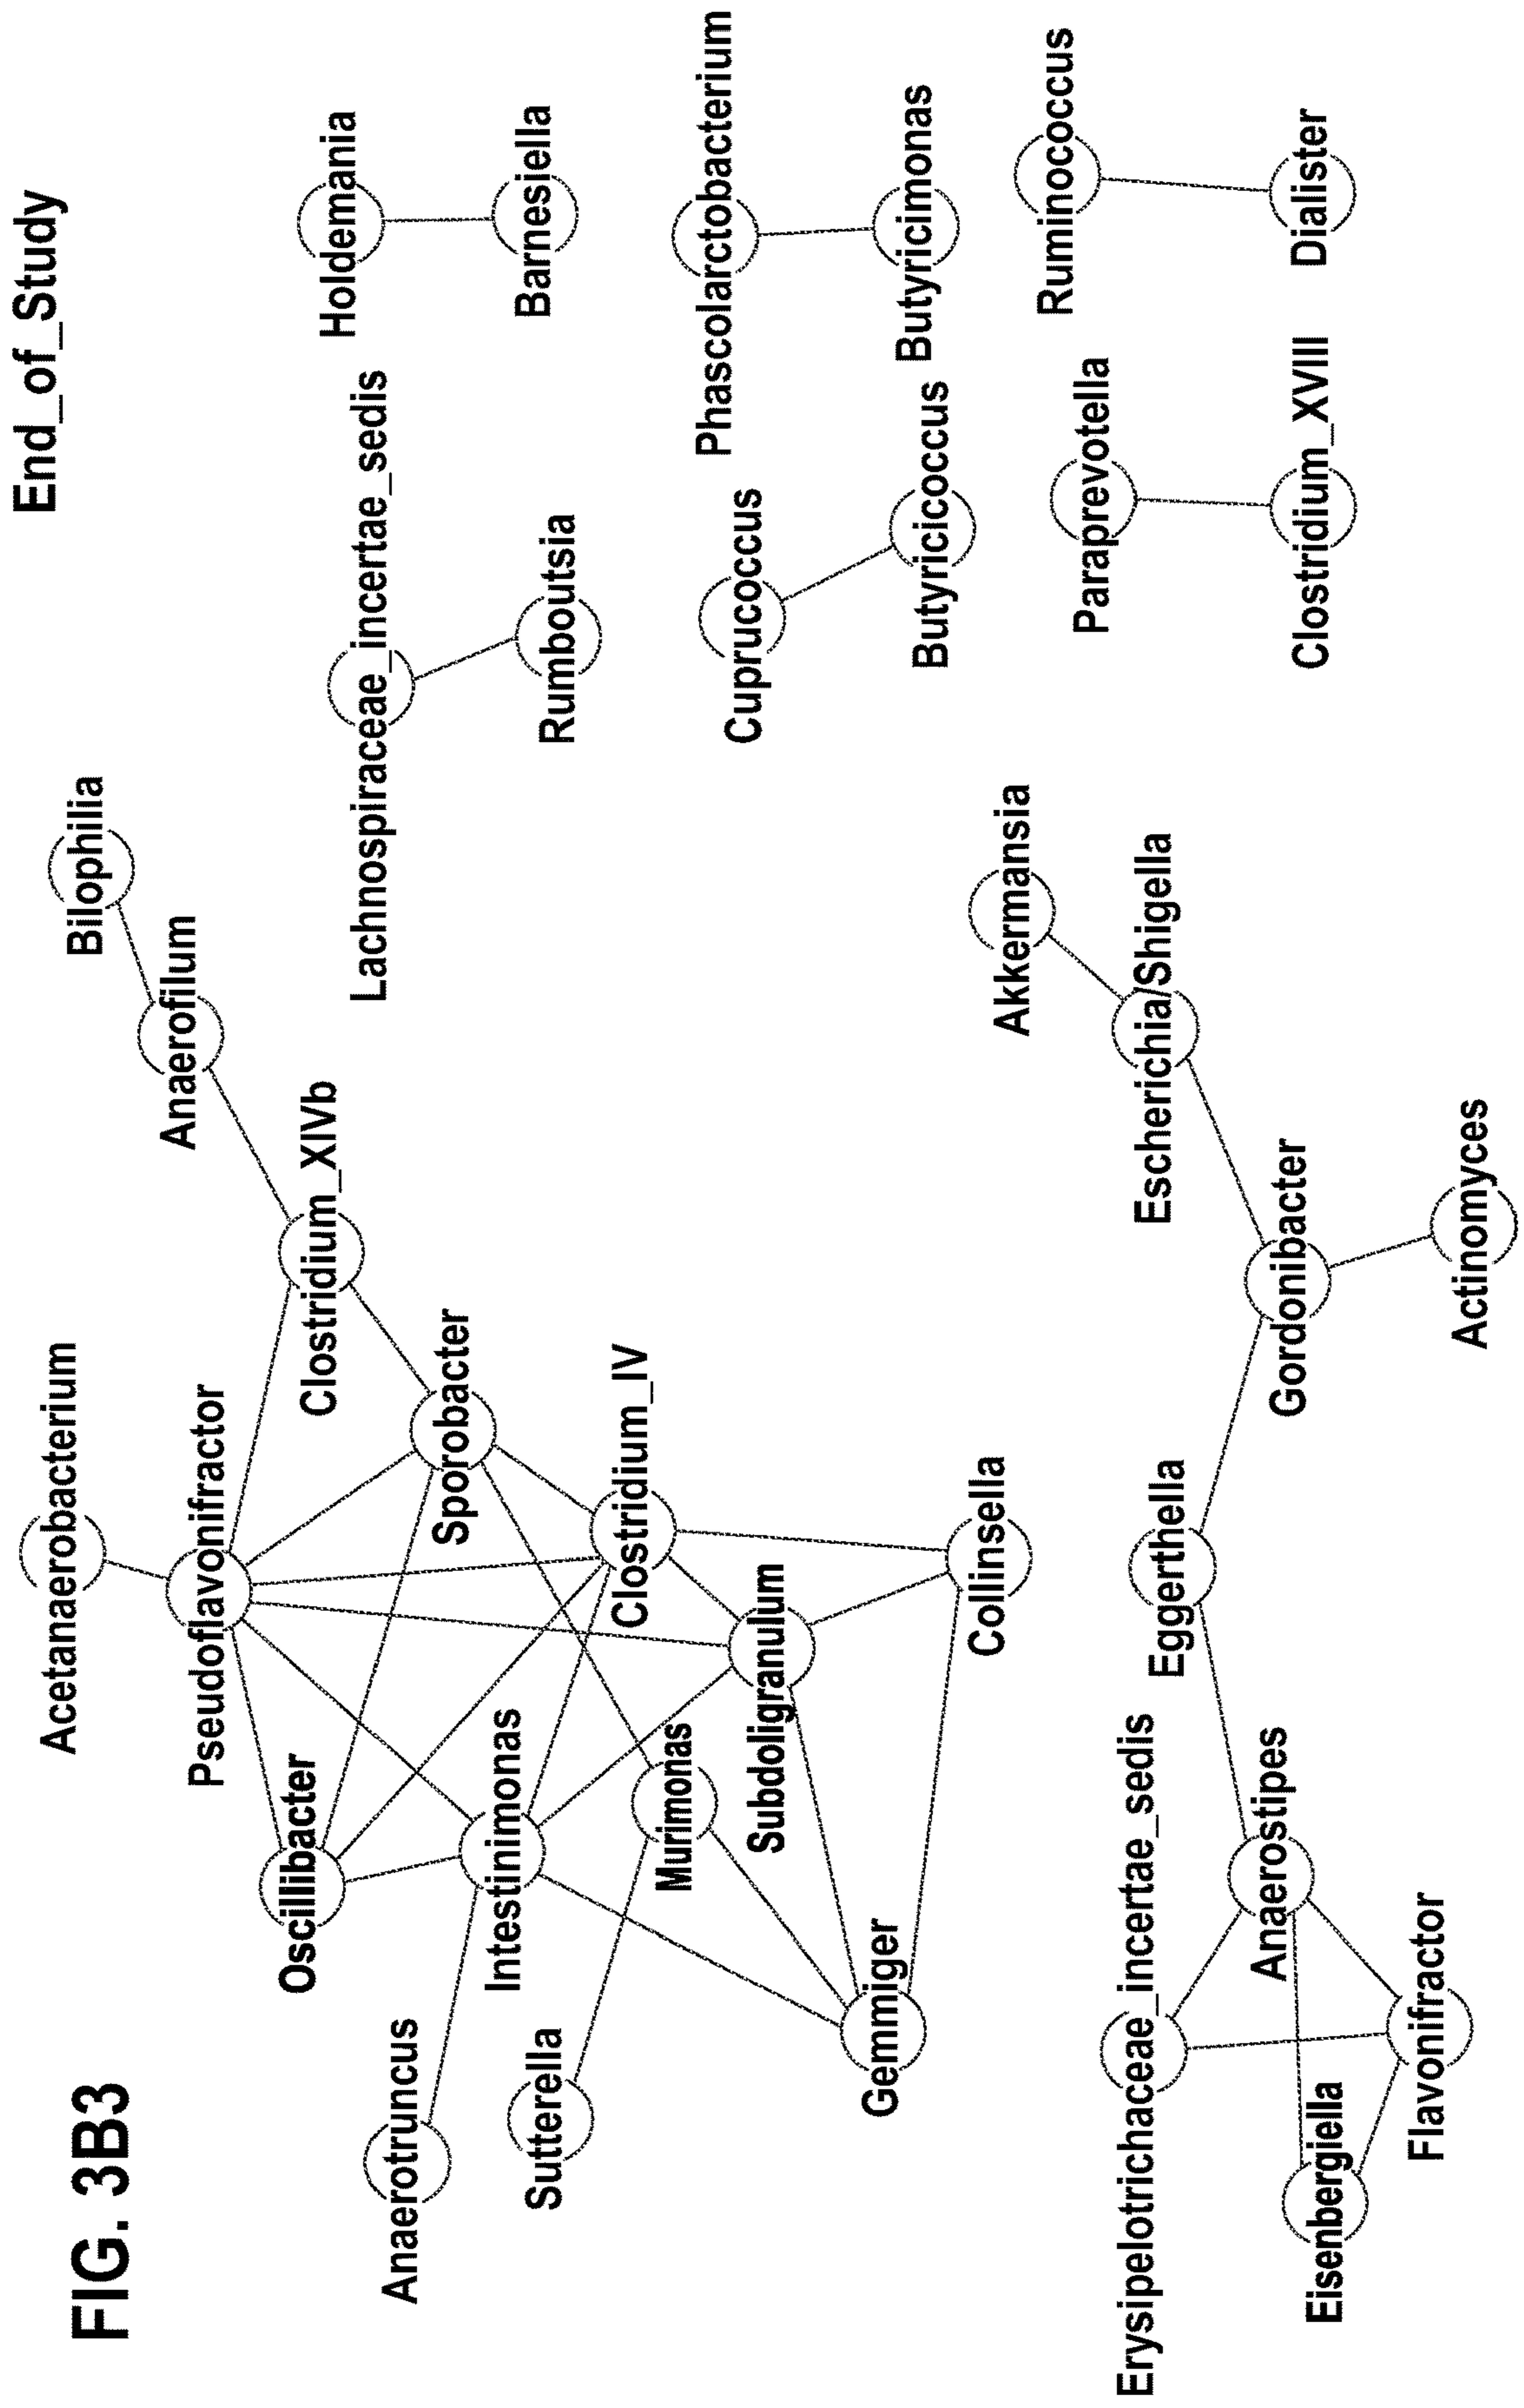 FIG. 3B3
End_of_Study
Acetanaerobacterium
Bilophilia
Pseudoflavonifractor
Anaerofilum
Oscillibacter
Clostridium_XIVb
Holdemania
Anaerotruncus
Sporobacter
Lachnospiraceae_incertae_sedis
Intestinimonas
Barnesiella
Sutterella
Rumboutsia
Clostridium_IV
Murimonas
Phascolarctobacterium
Subdoligranulum
Cuprucoccus
Gemmiger
Butyricimonas
Butyricicoccus
Collinsella
Akkermansia
Ruminococcus
Paraprevotella
Erysipelotrichaceae_incertae_sedis
Eggerthella
Escherichia/Shigella
Anaerostipes
Gordonibacter
Eisenbergiella
Clostridium_XVIII
Dialister
Flavonifractor
Actinomyces